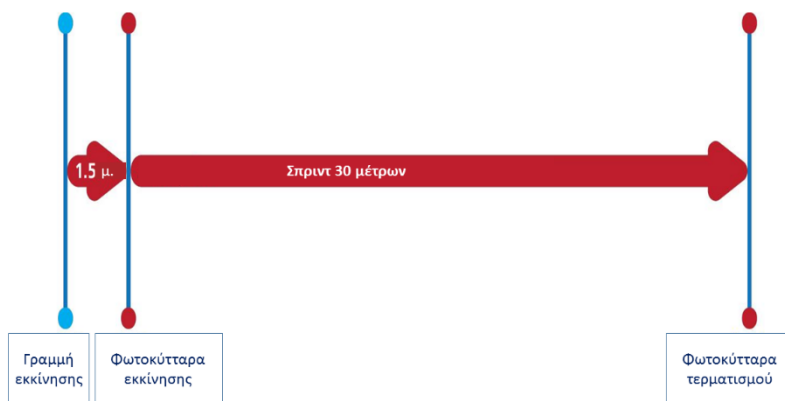 1.5 μ.
Σπριντ 30 μέτρων
Γραμμή
εκκίνησης
Φωτοκύτταρα
εκκίνησης
Φωτοκύτταρα
τερματισμού